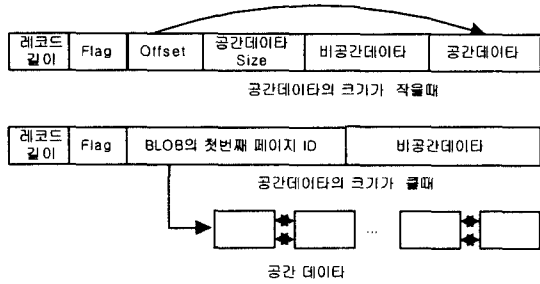 레코드 길이 Flag Offset 공간데이타 Size 비공간데이타 공간데이타
공간데이타의 크기가 작을때
레코드 길이 Flag BLOB의 첫번째 페이지 ID 비공간데이타
공간데이타의 크기가 클때
...
공간 데이타